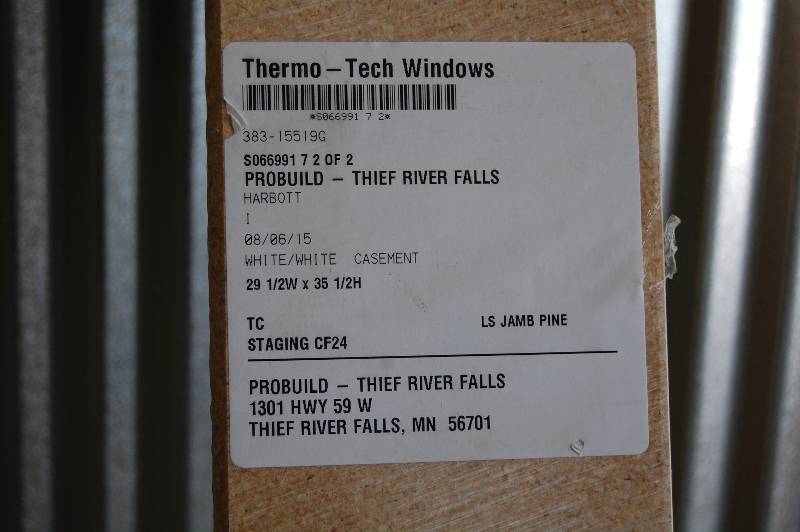 Thermo – Tech Windows
*S066991 7 2*
383-15519G
S066991 7 2 OF 2
PROBUILD – THIEF RIVER FALLS
HARBOTT
I
08/06/15
WHITE/WHITE CASEMENT
29 1/2W x 35 1/2H
TC LS JAMB PINE
STAGING CF24
PROBUILD – THIEF RIVER FALLS
1301 HWY 59 W
THIEF RIVER FALLS, MN 56701